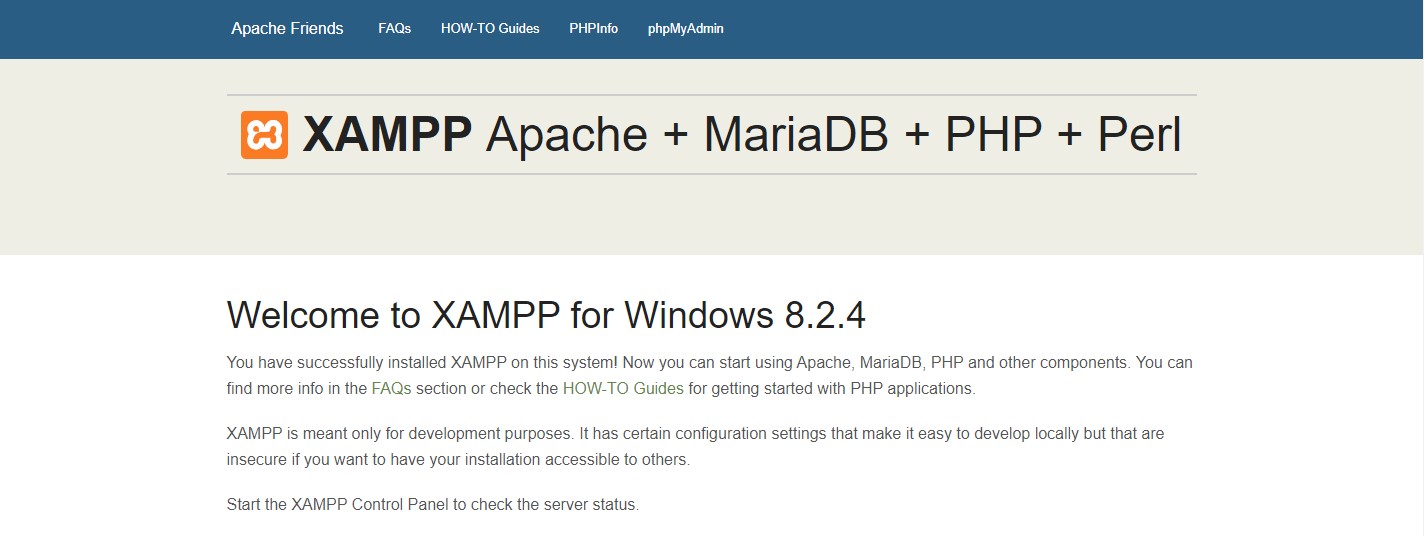 Apache Friends FAQs HOW-TO Guides PHPInfo phpMyAdmin
XAMPP Apache + MariaDB + PHP + Perl
Welcome to XAMPP for Windows 8.2.4
You have successfully installed XAMPP on this system! Now you can start using Apache, MariaDB, PHP and other components. You can
find more info in the FAQs section or check the HOW-TO Guides for getting started with PHP applications.
XAMPP is meant only for development purposes. It has certain configuration settings that make it easy to develop locally but that are
insecure if you want to have your installation accessible to others.
Start the XAMPP Control Panel to check the server status.